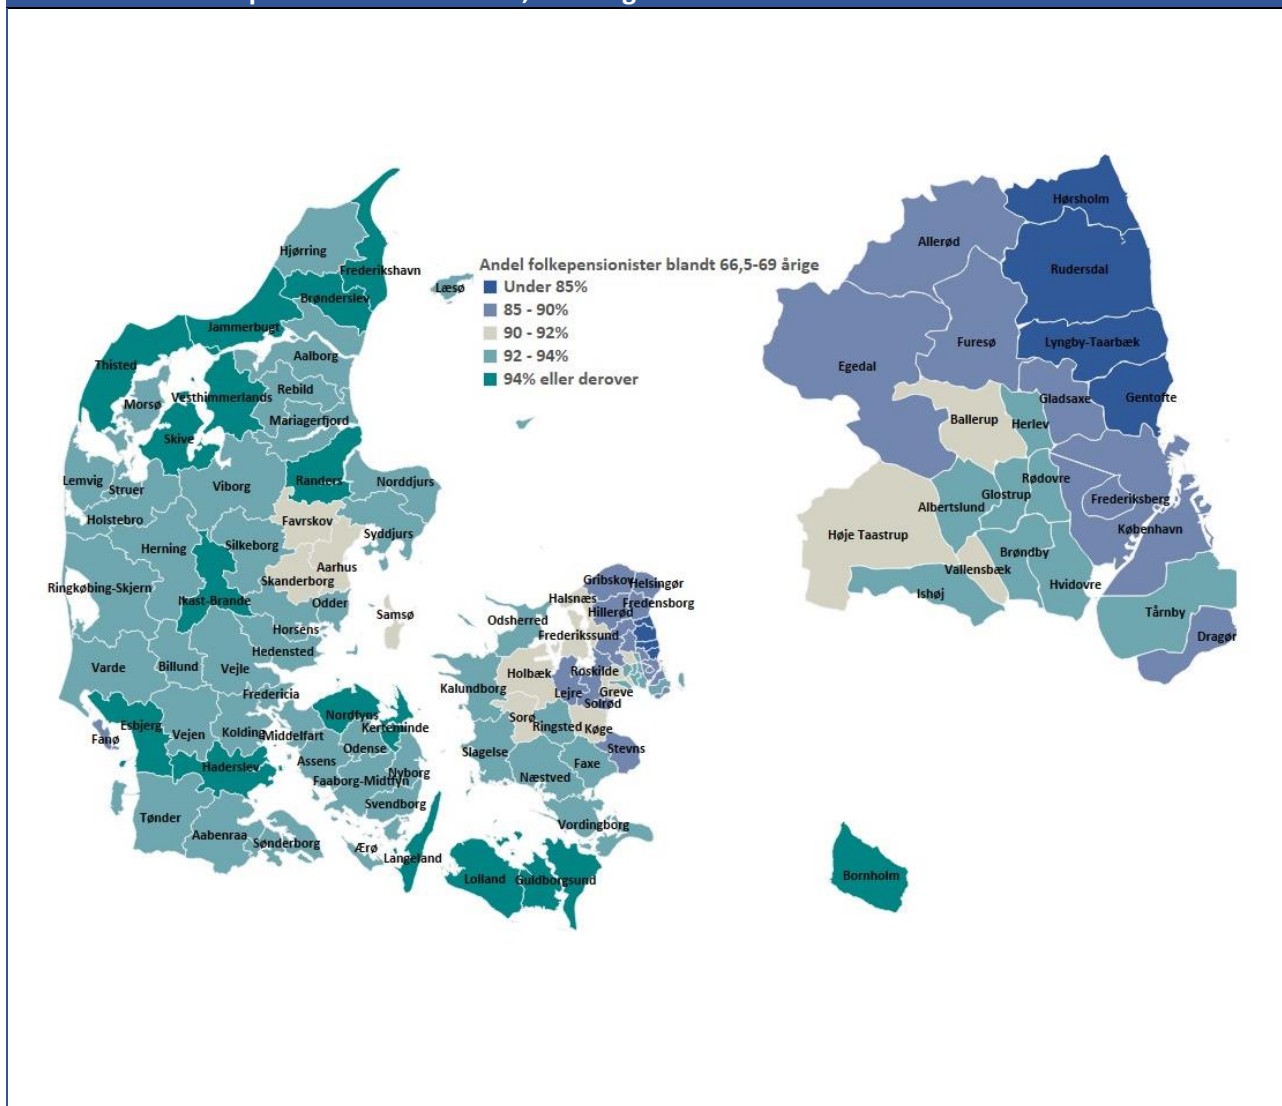 Andel folkepensionister blandt 66,5-69 årige
Under 85%
85 - 90%
90 - 92%
92 - 94%
94% eller derover
Hjørring
Frederikshavn
Læsø
Brønderslev
Jammerbugt
Aalborg
Thisted
Rebild
Vesthimmerlands
Morsø
Mariagerfjord
Skive
Lemvig
Struer
Viborg
Randers
Norddjurs
Holstebro
Favrskov
Syddjurs
Herning
Silkeborg
Aarhus
Skanderborg
Ringkøbing-Skjern
Ikast-Brande
Odder
Samsø
Horsens
Hedensted
Varde
Billund
Vejle
Fredericia
Esbjerg
Fanø
Vejen
Kolding
Middelfart
Nordfyns
Kerteminde
Odense
Haderslev
Assens
Nyborg
Faaborg-Midtfyn
Svendborg
Tønder
Aabenraa
Sønderborg
Ærø
Langeland
Gribskov
Helsingør
Halsnæs
Hillerød
Fredensborg
Odsherred
Frederikssund
Holbæk
Roskilde
Kalundborg
Lejre
Greve
Solrød
Sorø
Ringsted
Køge
Slagelse
Stevns
Faxe
Næstved
Vordingborg
Lolland
Guldborgsund
Hørsholm
Allerød
Rudersdal
Furesø
Lyngby-Taarbæk
Egedal
Gladsaxe
Gentofte
Ballerup
Herlev
Rødovre
Glostrup
Albertslund
Frederiksberg
København
Høje Taastrup
Brøndby
Vallensbæk
Hvidovre
Ishøj
Tårnby
Dragør
Bornholm